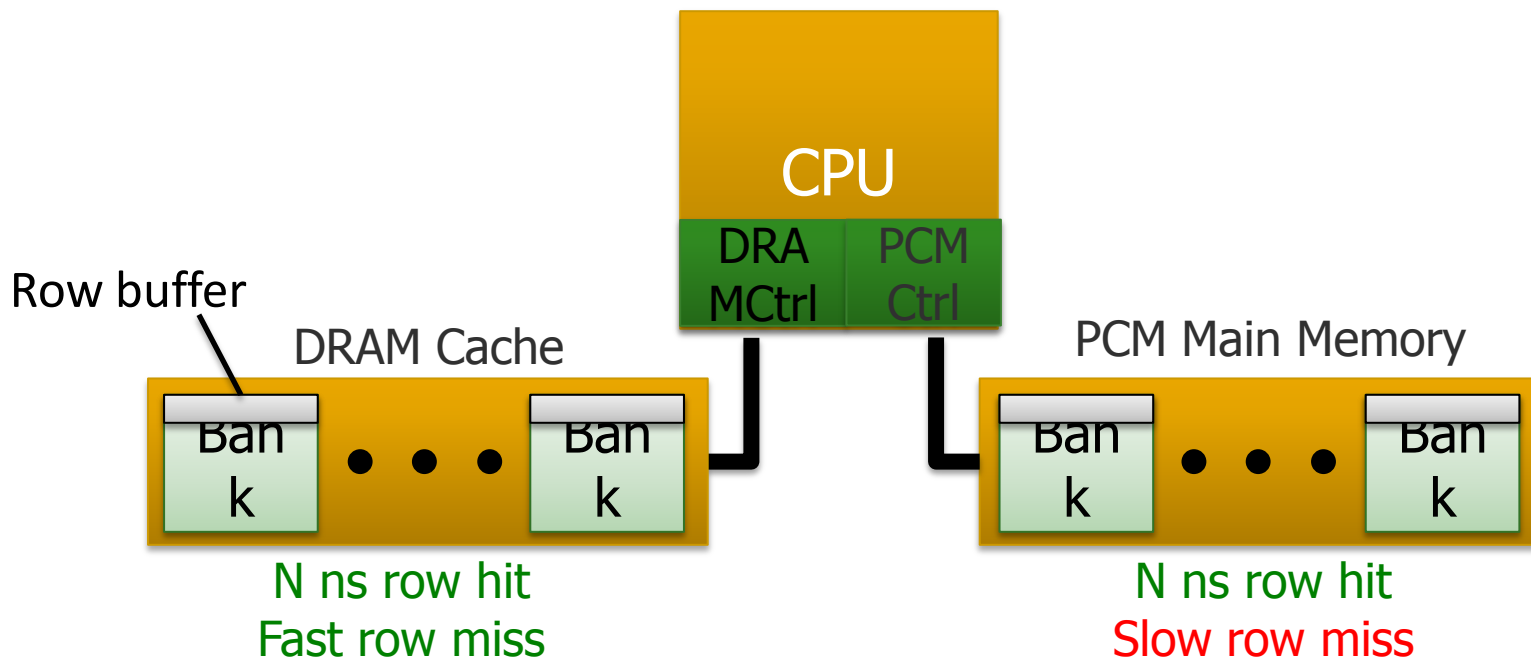 CPU
DRA
MCtrl
PCM
Ctrl
Row buffer
DRAM Cache
PCM Main Memory
Ban
k
Ban
k
Ban
k
Ban
k
N ns row hit
Fast row miss
N ns row hit
Slow row miss